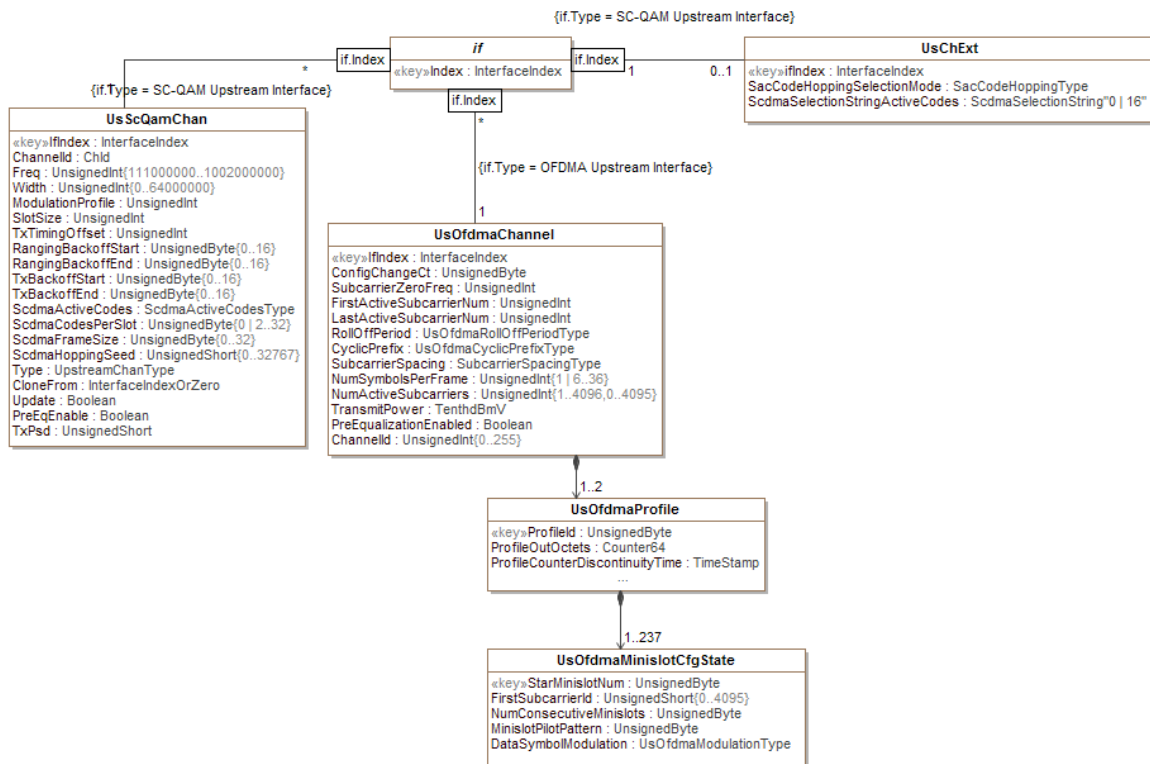 {if.Type = SC-QAM Upstream Interface}
if
«key»Index : InterfaceIndex
if.Index
*
if.Index
1
0..1
if.Index
*
UsChExt
«key»ifIndex : InterfaceIndex
SacCodeHoppingSelectionMode : SacCodeHoppingType
ScdmaSelectionStringActiveCodes : ScdmaSelectionString"0 | 16"
{if.Type = SC-QAM Upstream Interface}
UsScQamChan
«key»IfIndex : InterfaceIndex
ChannelId : ChId
Freq : UnsignedInt{111000000..1002000000}
Width : UnsignedInt{0..64000000}
ModulationProfile : UnsignedInt
SlotSize : UnsignedInt
TxTimingOffset : UnsignedInt
RangingBackoffStart : UnsignedByte{0..16}
RangingBackoffEnd : UnsignedByte{0..16}
TxBackoffStart : UnsignedByte{0..16}
TxBackoffEnd : UnsignedByte{0..16}
ScdmaActiveCodes : ScdmaActiveCodesType
ScdmaCodesPerSlot : UnsignedByte{0 | 2..32}
ScdmaFrameSize : UnsignedByte{0..32}
ScdmaHoppingSeed : UnsignedShort{0..32767}
Type : UpstreamChanType
CloneFrom : InterfaceIndexOrZero
Update : Boolean
PreEqEnable : Boolean
TxPsd : UnsignedShort
{if.Type = OFDMA Upstream Interface}
1
UsOfdmaChannel
«key»IfIndex : InterfaceIndex
ConfigChangeCt : UnsignedByte
SubcarrierZeroFreq : UnsignedInt
FirstActiveSubcarrierNum : UnsignedInt
LastActiveSubcarrierNum : UnsignedInt
RollOffPeriod : UsOfdmaRollOffPeriodType
CyclicPrefix : UsOfdmaCyclicPrefixType
SubcarrierSpacing : SubcarrierSpacingType
NumSymbolsPerFrame : UnsignedInt{1 | 6..36}
NumActiveSubcarriers : UnsignedInt{1..4096,0..4095}
TransmitPower : TenthdBmV
PreEqualizationEnabled : Boolean
ChannelId : UnsignedInt{0..255}
1..2
UsOfdmaProfile
«key»ProfileId : UnsignedByte
ProfileOutOctets : Counter64
ProfileCounterDiscontinuityTime : TimeStamp
...
1..237
UsOfdmaMinislotCfgState
«key»StarMinislotNum : UnsignedByte
FirstSubcarrierId : UnsignedShort{0..4095}
NumConsecutiveMinislots : UnsignedByte
MinislotPilotPattern : UnsignedByte
DataSymbolModulation : UsOfdmaModulationType